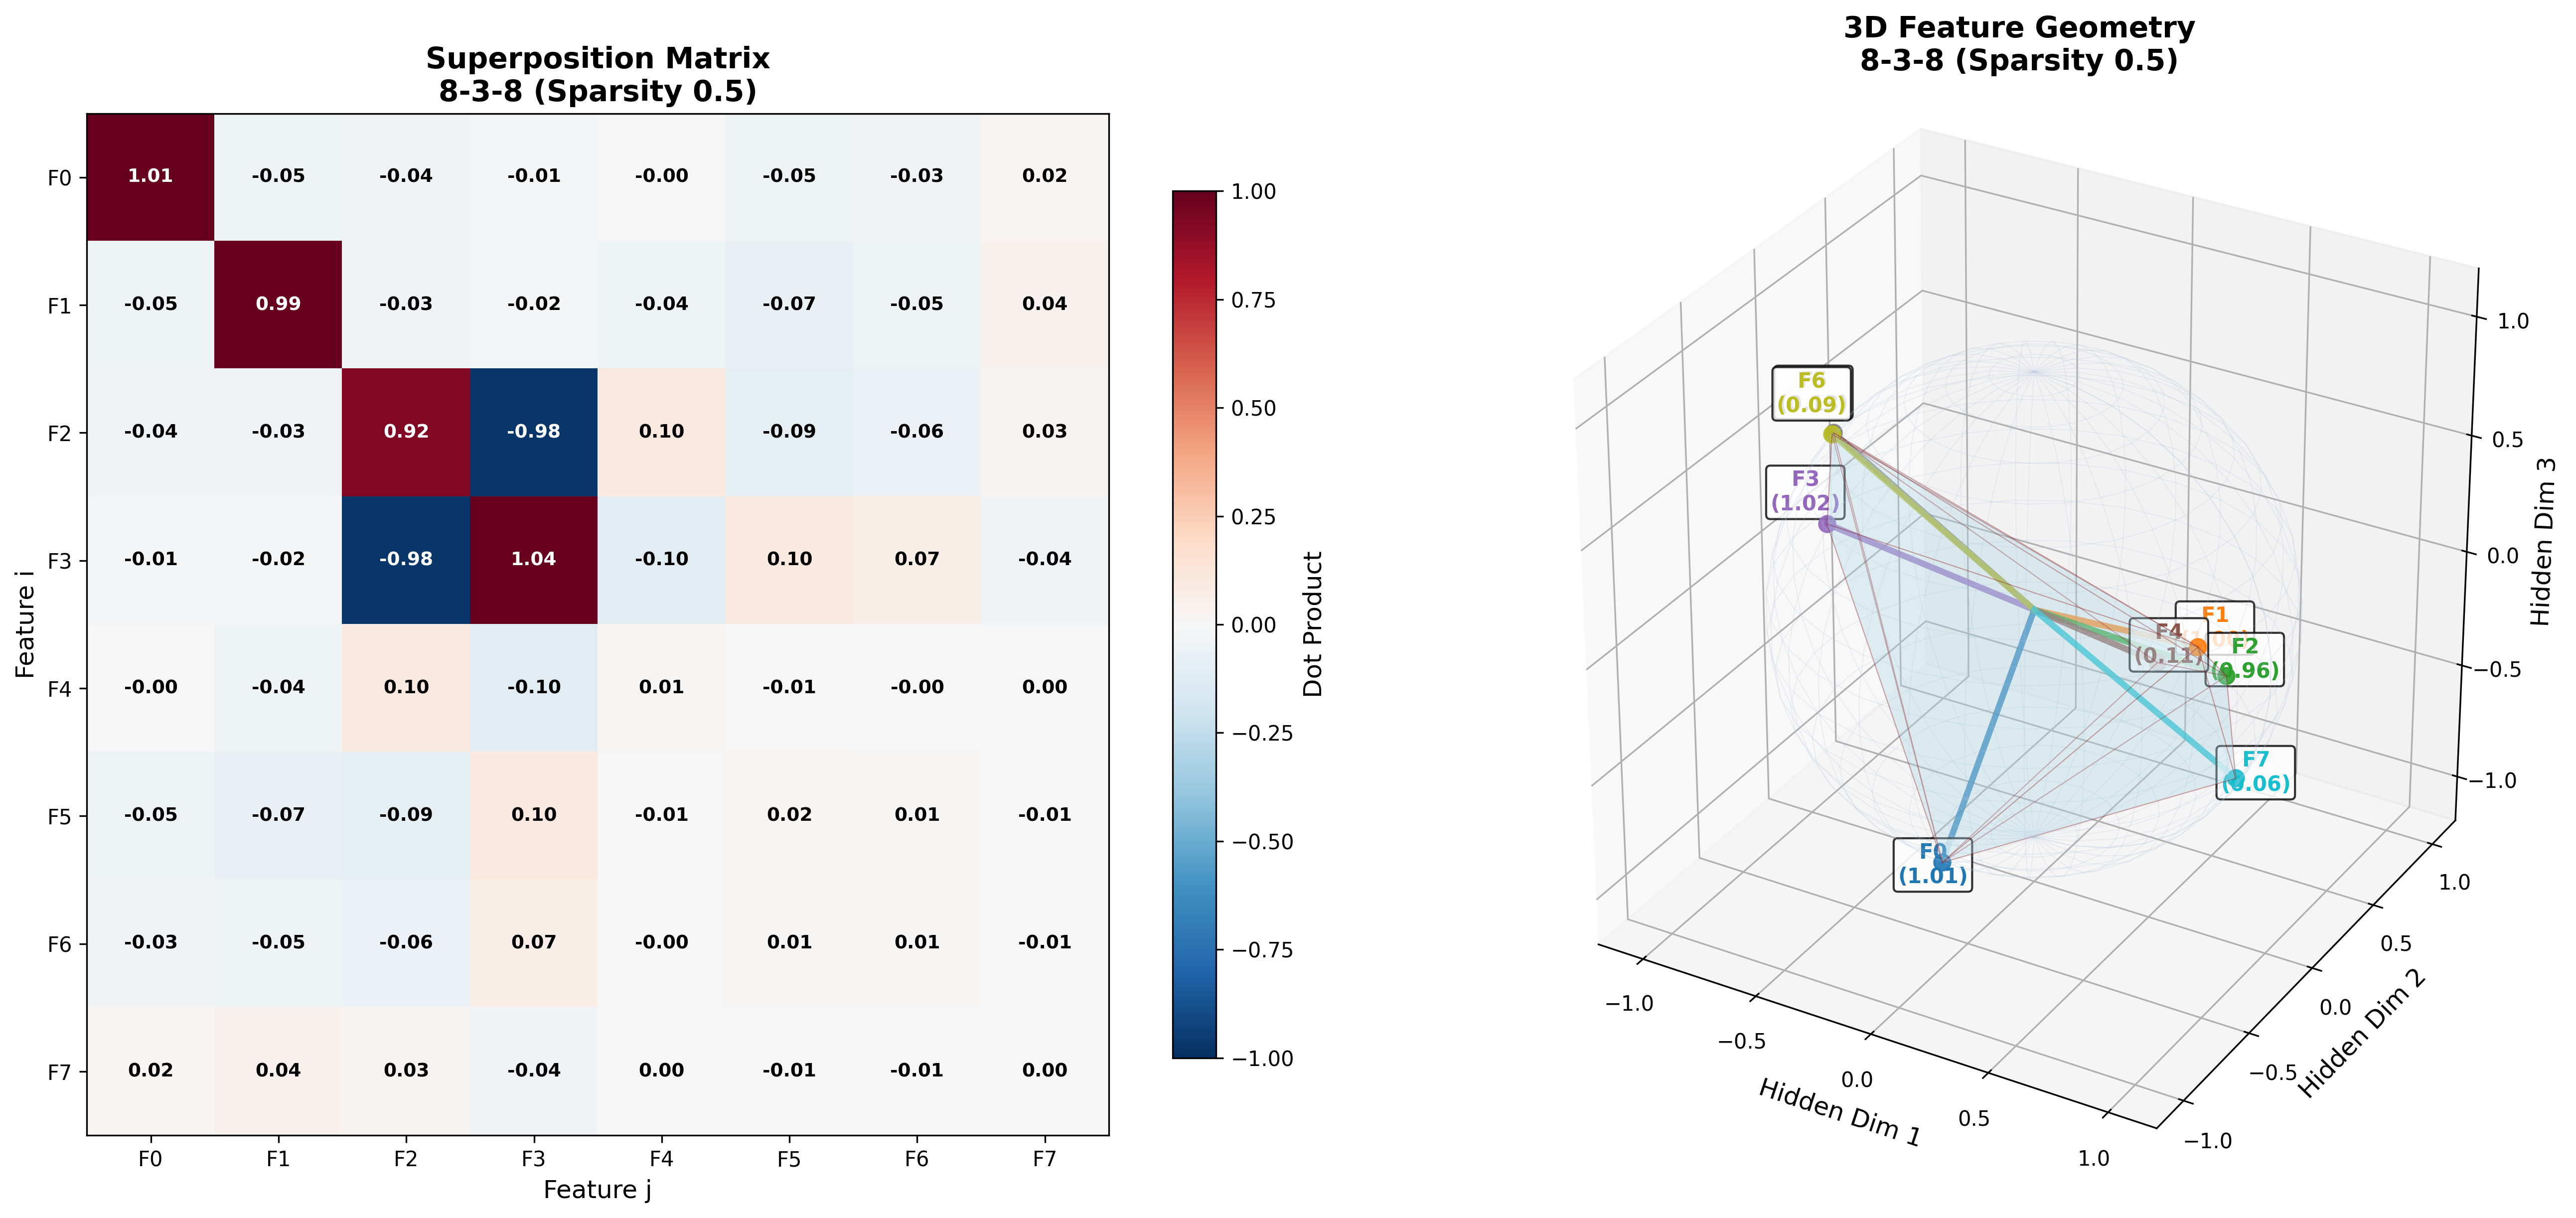 Superposition Matrix
8-3-8 (Sparsity 0.5)
F0 1.01 -0.05 -0.04 -0.01 -0.00 -0.05 -0.03 0.02
F1 -0.05 0.99 -0.03 -0.02 -0.04 -0.07 -0.05 0.04
F2 -0.04 -0.03 0.92 -0.98 0.10 -0.09 -0.06 0.03
F3 -0.01 -0.02 -0.98 1.04 -0.10 0.10 0.07 -0.04
F4 -0.00 -0.04 0.10 -0.10 0.01 -0.01 -0.00 0.00
F5 -0.05 -0.07 -0.09 0.10 -0.01 0.02 0.01 -0.01
F6 -0.03 -0.05 -0.06 0.07 -0.00 0.01 0.01 -0.01
F7 0.02 0.04 0.03 -0.04 0.00 -0.01 -0.01 0.00
F0 F1 F2 F3 F4 F5 F6 F7
Feature j
Feature i
1.00
0.75
0.50
0.25
0.00
−0.25
−0.50
−0.75
−1.00
Dot Product
3D Feature Geometry
8-3-8 (Sparsity 0.5)
F6
(0.09)
F3
(1.02)
F1
F4
(0.11)
F2
(0.96)
F7
(0.06)
F0
(1.01)
−1.0
−0.5
0.0
0.5
1.0
Hidden Dim 1
−1.0
−0.5
0.0
0.5
1.0
Hidden Dim 2
1.0
0.5
0.0
−0.5
−1.0
Hidden Dim 3